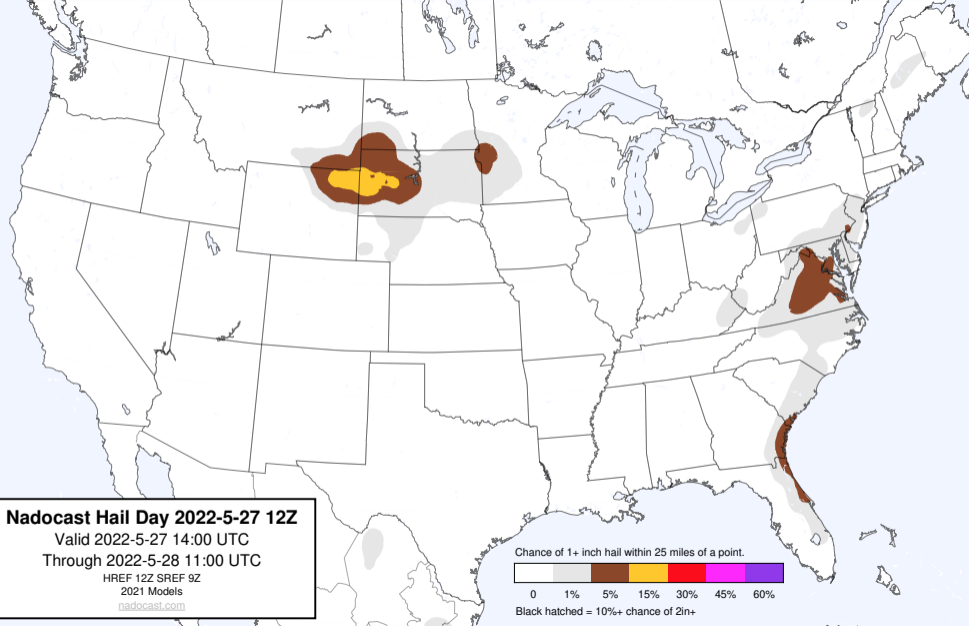 Nadocast Hail Day 2022-5-27 12Z
Valid 2022-5-27 14:00 UTC
Through 2022-5-28 11:00 UTC
HREF 12Z SREF 9Z
2021 Models
nadocast.com
Chance of 1+ inch hail within 25 miles of a point.
0 1% 5% 15% 30% 45% 60%
Black hatched = 10%+ chance of 2in+